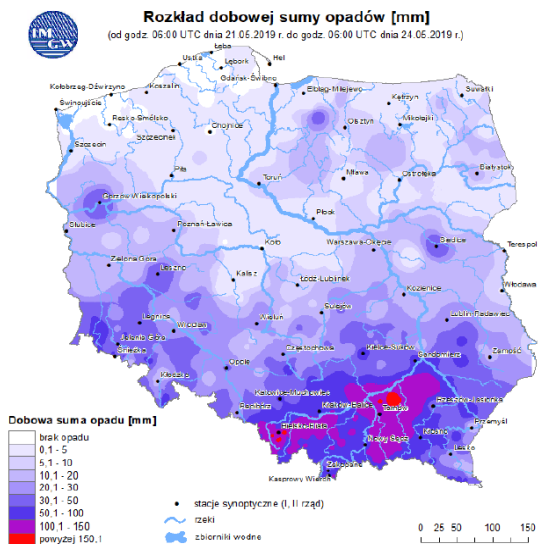 IMGW
Rozkład dobowej sumy opadów [mm]
(od godz. 06:00 UTC dnia 21.05.2019 r. do godz. 06:00 UTC dnia 24.05.2019 r.)
Łeba
Ustka
Lębork
Hel
Gdańsk-Świbno
Koszalin
Kołobrzeg-Dźwirzyno
Elbląg-Milejewo
Kętrzyn
Suwałki
Świnoujście
Resko-Smólsko
Chojnice
Olsztyn
Mikołajki
Szczecinek
Szczecin
Białystok
Piła
Toruń
Mława
Ostrołęka
Gorzów Wielkopolski
Płock
Słubice
Poznań-Ławica
Koło
Warszawa-Okęcie
Siedlce
Terespol
Zielona Góra
Leszno
Kalisz
Łódź-Lublinek
Kozienice
Włodawa
Legnica
Wrocław
Wieluń
Sulejów
Lublin-Radawiec
Jelenia Góra
Śnieżka
Częstochowa
Kielce-Suków
Sandomierz
Zamość
Kłodzko
Opole
Katowice-Muchowiec
Racibórz
Kraków-Balice
Tarnów
Rzeszów-Jasionka
Przemyśl
Bielsko-Biała
Nowy Sącz
Krosno
Lesko
Zakopane
Kasprowy Wierch
Dobowa suma opadu [mm]
brak opadu
0,1 - 5
5,1 - 10
10,1 - 20
20,1 - 30
30,1 - 50
50,1 - 100
100,1 - 150
powyżej 150,1
stacje synoptyczne (I, II rząd)
rzeki
zbiorniki wodne
0 25 50 100 150